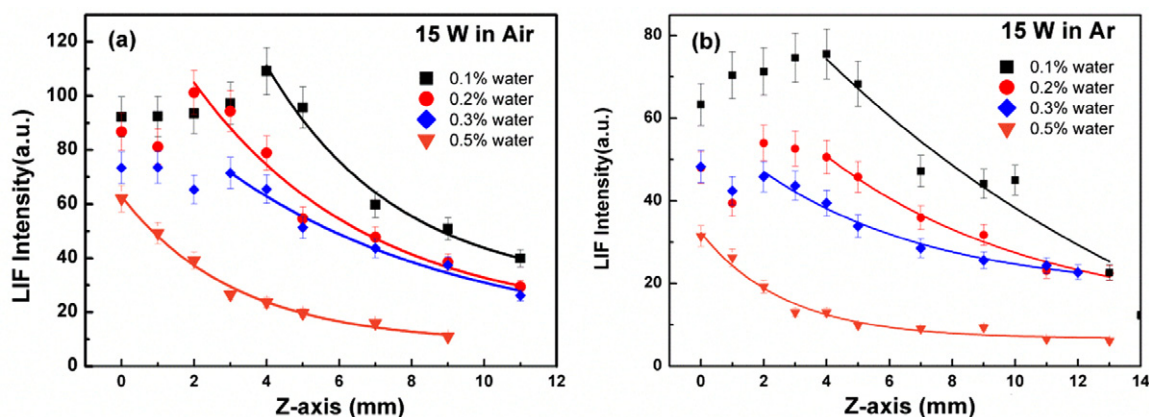 (a)
15 W in Air
0.1% water
0.2% water
0.3% water
0.5% water
LIF Intensity(a.u.)
120
100
80
60
40
20
0
0 2 4 6 8 10 12
Z-axis (mm)
(b)
15 W in Ar
0.1% water
0.2% water
0.3% water
0.5% water
LIF Intensity(a.u.)
80
60
40
20
0
0 2 4 6 8 10 12 14
Z-axis (mm)